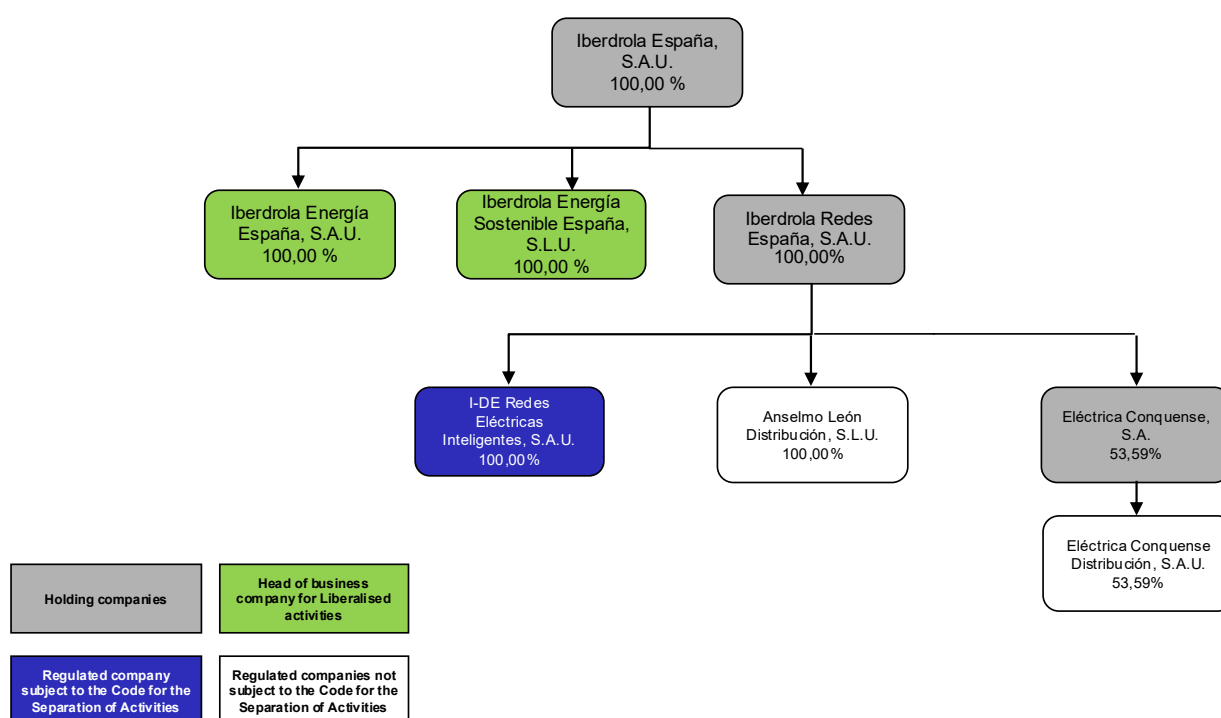 Iberdrola España,
S.A.U.
100,00 %
Iberdrola Energía
España, S.A.U.
100,00 %
Iberdrola Energía
Sostenible España,
S.L.U.
100,00 %
Iberdrola Redes
España, S.A.U.
100,00%
I-DE Redes
Eléctricas
Inteligentes, S.A.U.
100,00%
Anselmo León
Distribución, S.L.U.
100,00%
Eléctrica Conquense,
S.A.
53,59%
Eléctrica Conquense
Distribución, S.A.U.
53,59%
Holding companies
Head of business
company for Liberalised
activities
Regulated company
subject to the Code for the
Separation of Activities
Regulated companies not
subject to the Code for the
Separation of Activities